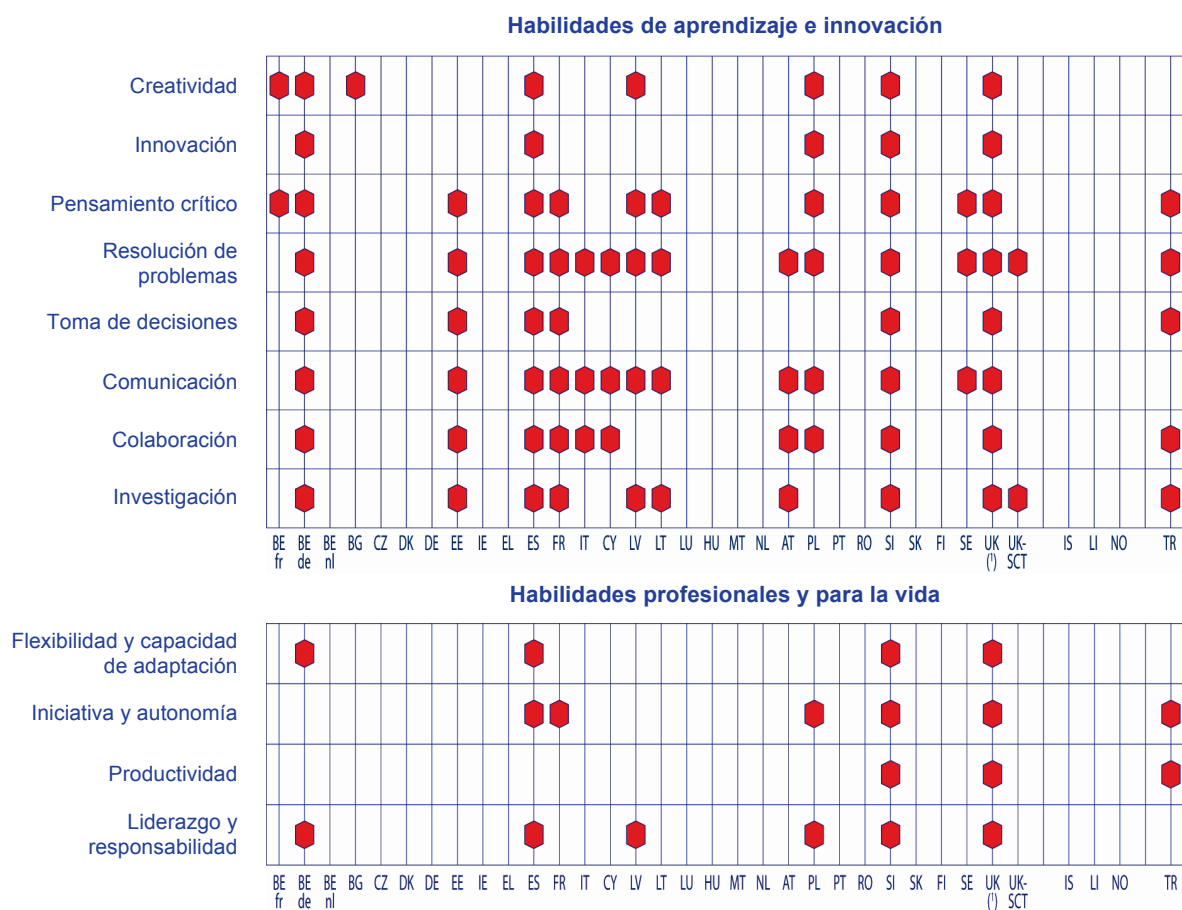 Habilidades de aprendizaje e innovación
Creatividad
Innovación
Pensamiento crítico
Resolución de
problemas
Toma de decisiones
Comunicación
Colaboración
Investigación
BE BE BE BG CZ DK DE EE IE EL ES FR IT CY LV LT LU HU MT NL AT PL PT RO SI SK FI SE UK UK- IS LI NO TR
fr de nl (¹) SCT
Habilidades profesionales y para la vida
Flexibilidad y capacidad
de adaptación
Iniciativa y autonomía
Productividad
Liderazgo y
responsabilidad
BE BE BE BG CZ DK DE EE IE EL ES FR IT CY LV LT LU HU MT NL AT PL PT RO SI SK FI SE UK UK- IS LI NO TR
fr de nl (¹) SCT